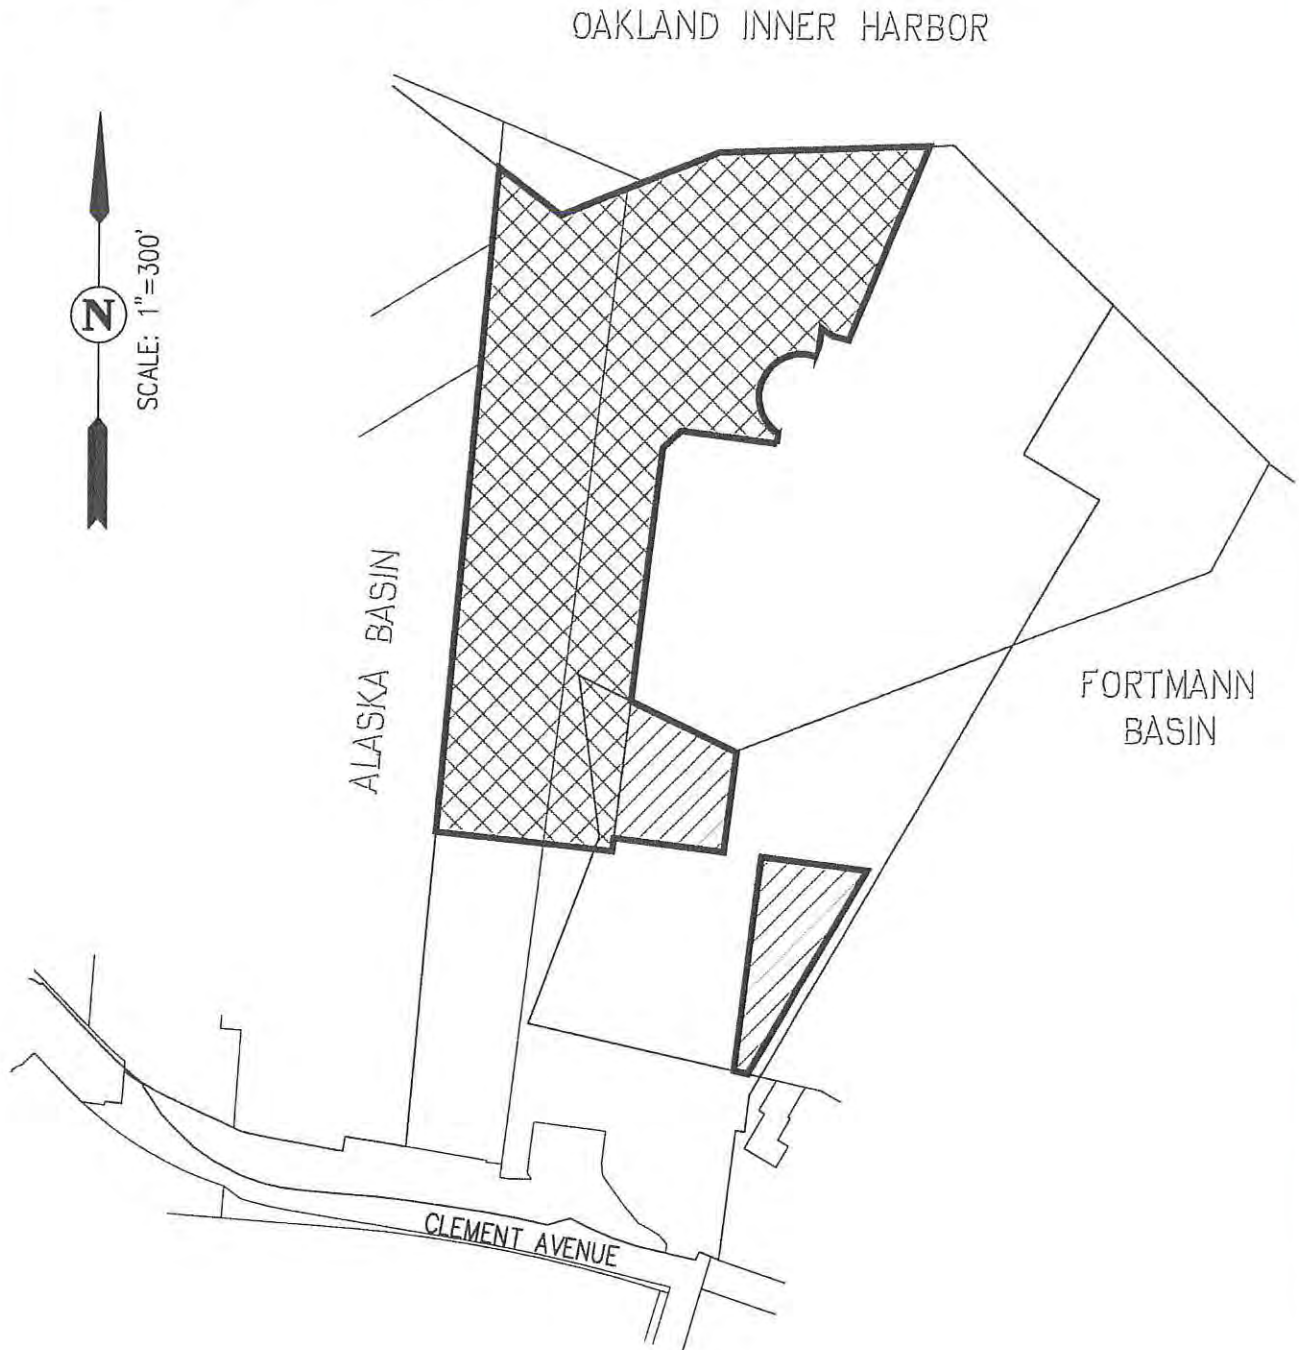 OAKLAND INNER HARBOR
N
SCALE: 1"=300'
ALASKA BASIN
FORTMANN
BASIN
CLEMENT AVENUE